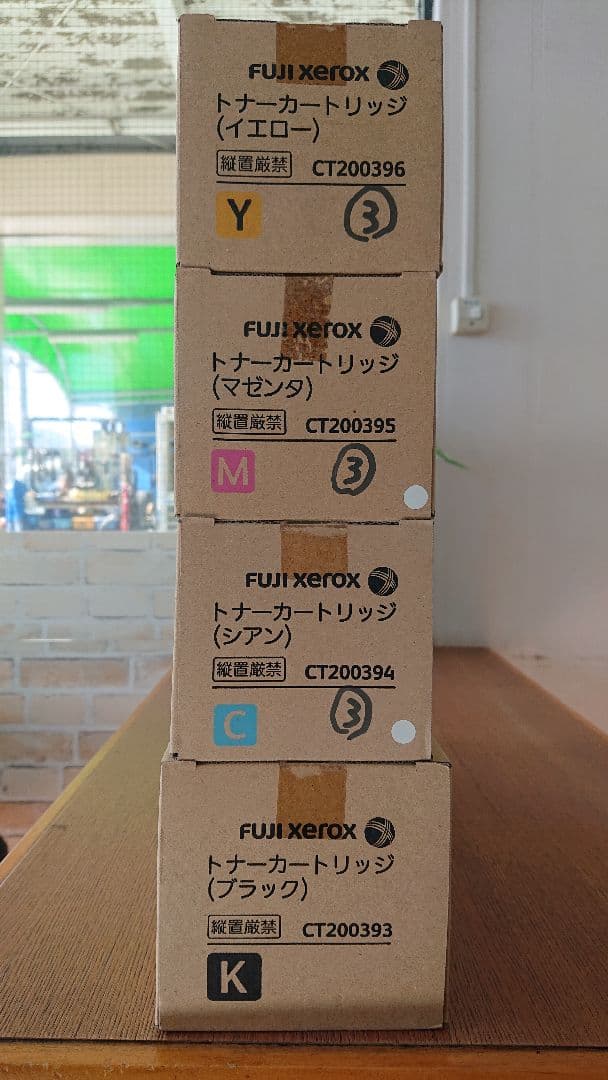 FUJI xerox
トナーカートリッジ
(イエロー)
縦置厳禁 CT200396
Y ③
FUJI xerox
トナーカートリッジ
(マゼンタ)
縦置厳禁 CT200395
M ③
FUJI xerox
トナーカートリッジ
(シアン)
縦置厳禁 CT200394
C ③
FUJI xerox
トナーカートリッジ
(ブラック)
縦置厳禁 CT200393
K